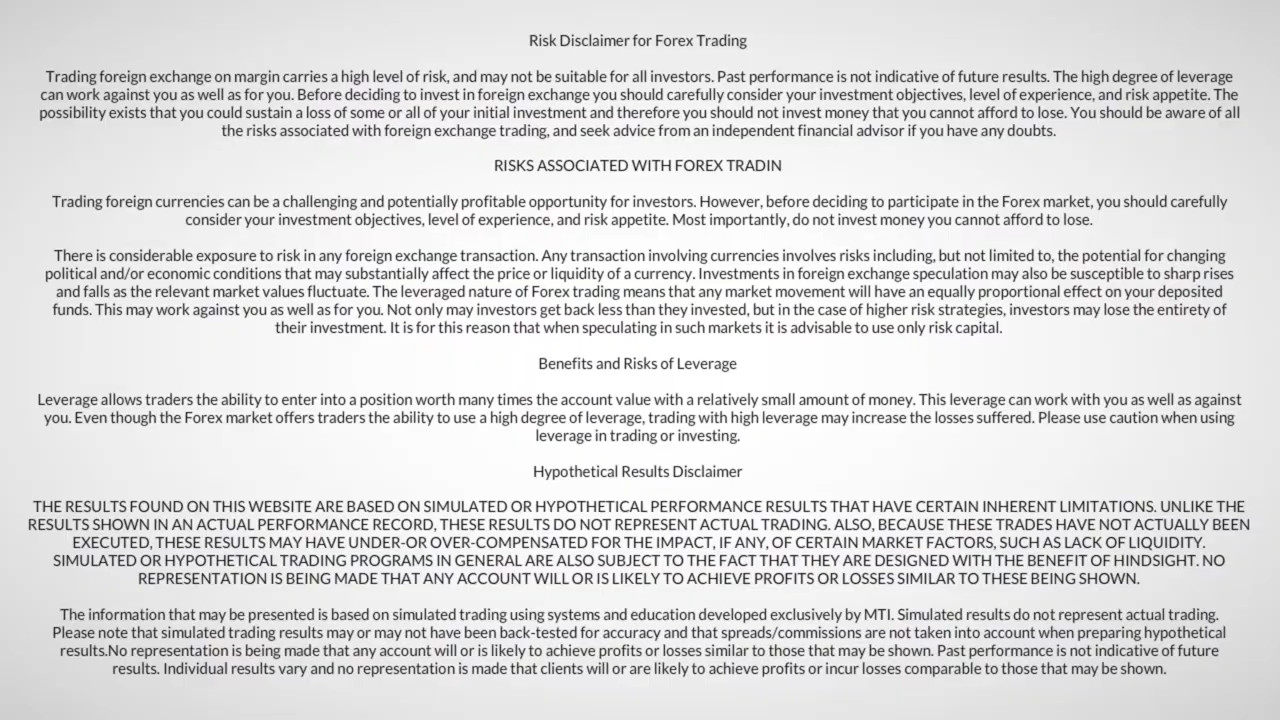 Risk Disclaimer for Forex Trading
Trading foreign exchange on margin carries a high level of risk, and may not be suitable for all investors. Past performance is not indicative of future results. The high degree of leverage
can work against you as well as for you. Before deciding to invest in foreign exchange you should carefully consider your investment objectives, level of experience, and risk appetite. The
possibility exists that you could sustain a loss of some or all of your initial investment and therefore you should not invest money that you cannot afford to lose. You should be aware of all
the risks associated with foreign exchange trading, and seek advice from an independent financial advisor if you have any doubts.
RISKS ASSOCIATED WITH FOREX TRADIN
Trading foreign currencies can be a challenging and potentially profitable opportunity for investors. However, before deciding to participate in the Forex market, you should carefully
consider your investment objectives, level of experience, and risk appetite. Most importantly, do not invest money you cannot afford to lose.
There is considerable exposure to risk in any foreign exchange transaction. Any transaction involving currencies involves risks including, but not limited to, the potential for changing
political and/or economic conditions that may substantially affect the price or liquidity of a currency. Investments in foreign exchange speculation may also be susceptible to sharp rises
and falls as the relevant market values fluctuate. The leveraged nature of Forex trading means that any market movement will have an equally proportional effect on your deposited
funds. This may work against you as well as for you. Not only may investors get back less than they invested, but in the case of higher risk strategies, investors may lose the entirety of
their investment. It is for this reason that when speculating in such markets it is advisable to use only risk capital.
Benefits and Risks of Leverage
Leverage allows traders the ability to enter into a position worth many times the account value with a relatively small amount of money. This leverage can work with you as well as against
you. Even though the Forex market offers traders the ability to use a high degree of leverage, trading with high leverage may increase the losses suffered. Please use caution when using
leverage in trading or investing.
Hypothetical Results Disclaimer
THE RESULTS FOUND ON THIS WEBSITE ARE BASED ON SIMULATED OR HYPOTHETICAL PERFORMANCE RESULTS THAT HAVE CERTAIN INHERENT LIMITATIONS. UNLIKE THE
RESULTS SHOWN IN AN ACTUAL PERFORMANCE RECORD, THESE RESULTS DO NOT REPRESENT ACTUAL TRADING. ALSO, BECAUSE THESE TRADES HAVE NOT ACTUALLY BEEN
EXECUTED, THESE RESULTS MAY HAVE UNDER-OR OVER-COMPENSATED FOR THE IMPACT, IF ANY, OF CERTAIN MARKET FACTORS, SUCH AS LACK OF LIQUIDITY.
SIMULATED OR HYPOTHETICAL TRADING PROGRAMS IN GENERAL ARE ALSO SUBJECT TO THE FACT THAT THEY ARE DESIGNED WITH THE BENEFIT OF HINDSIGHT. NO
REPRESENTATION IS BEING MADE THAT ANY ACCOUNT WILL OR IS LIKELY TO ACHIEVE PROFITS OR LOSSES SIMILAR TO THESE BEING SHOWN.
The information that may be presented is based on simulated trading using systems and education developed exclusively by MTI. Simulated results do not represent actual trading.
Please note that simulated trading results may or may not have been back-tested for accuracy and that spreads/commissions are not taken into account when preparing hypothetical
results.No representation is being made that any account will or is likely to achieve profits or losses similar to those that may be shown. Past performance is not indicative of future
results. Individual results vary and no representation is made that clients will or are likely to achieve profits or incur losses comparable to those that may be shown.